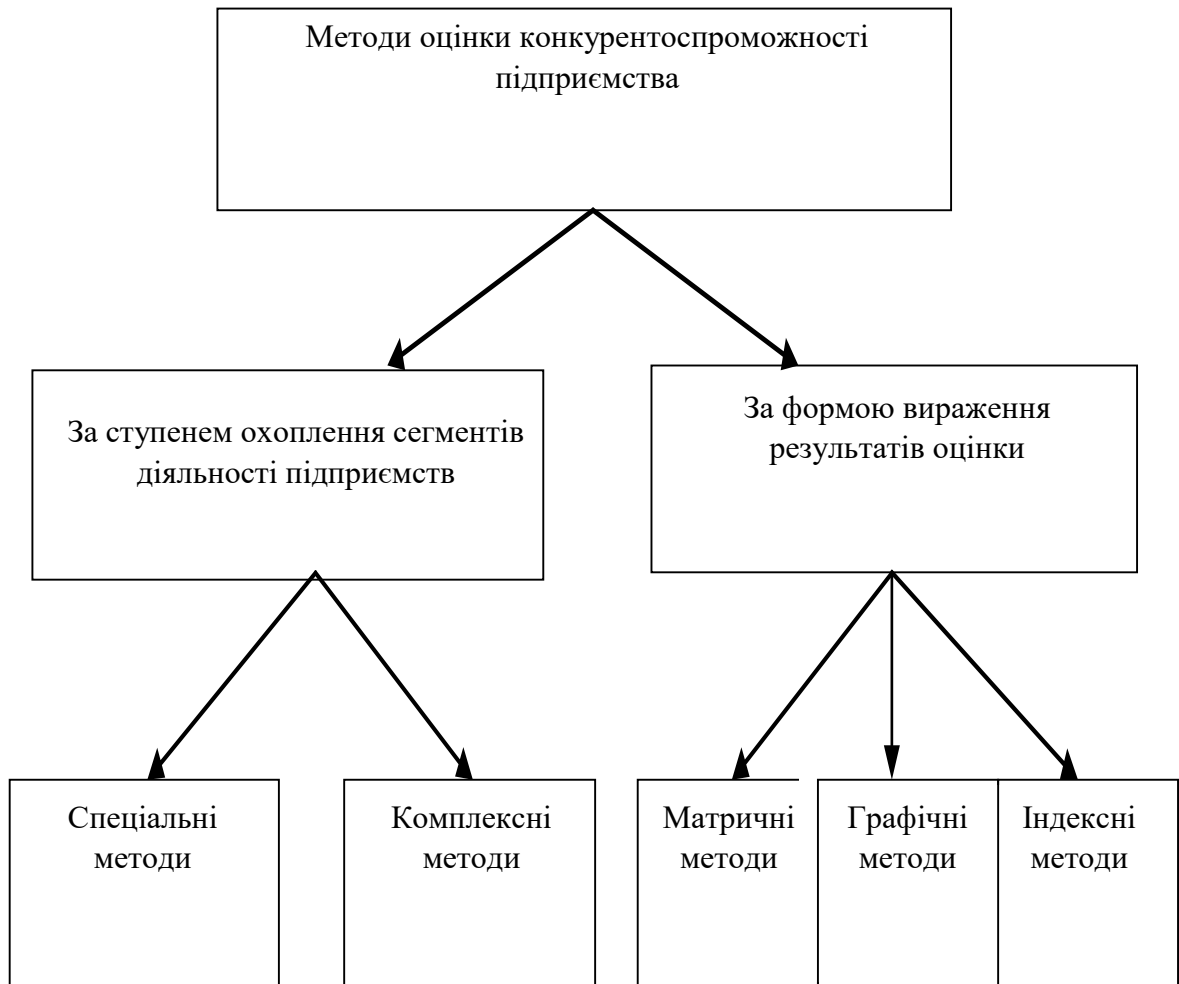 Методи оцінки конкурентоспроможності
підприємства
За ступенем охоплення сегментів
діяльності підприємств
За формою вираження
результатів оцінки
Спеціальні
методи
Комплексні
методи
Матричні
методи
Графічні
методи
Індексні
методи